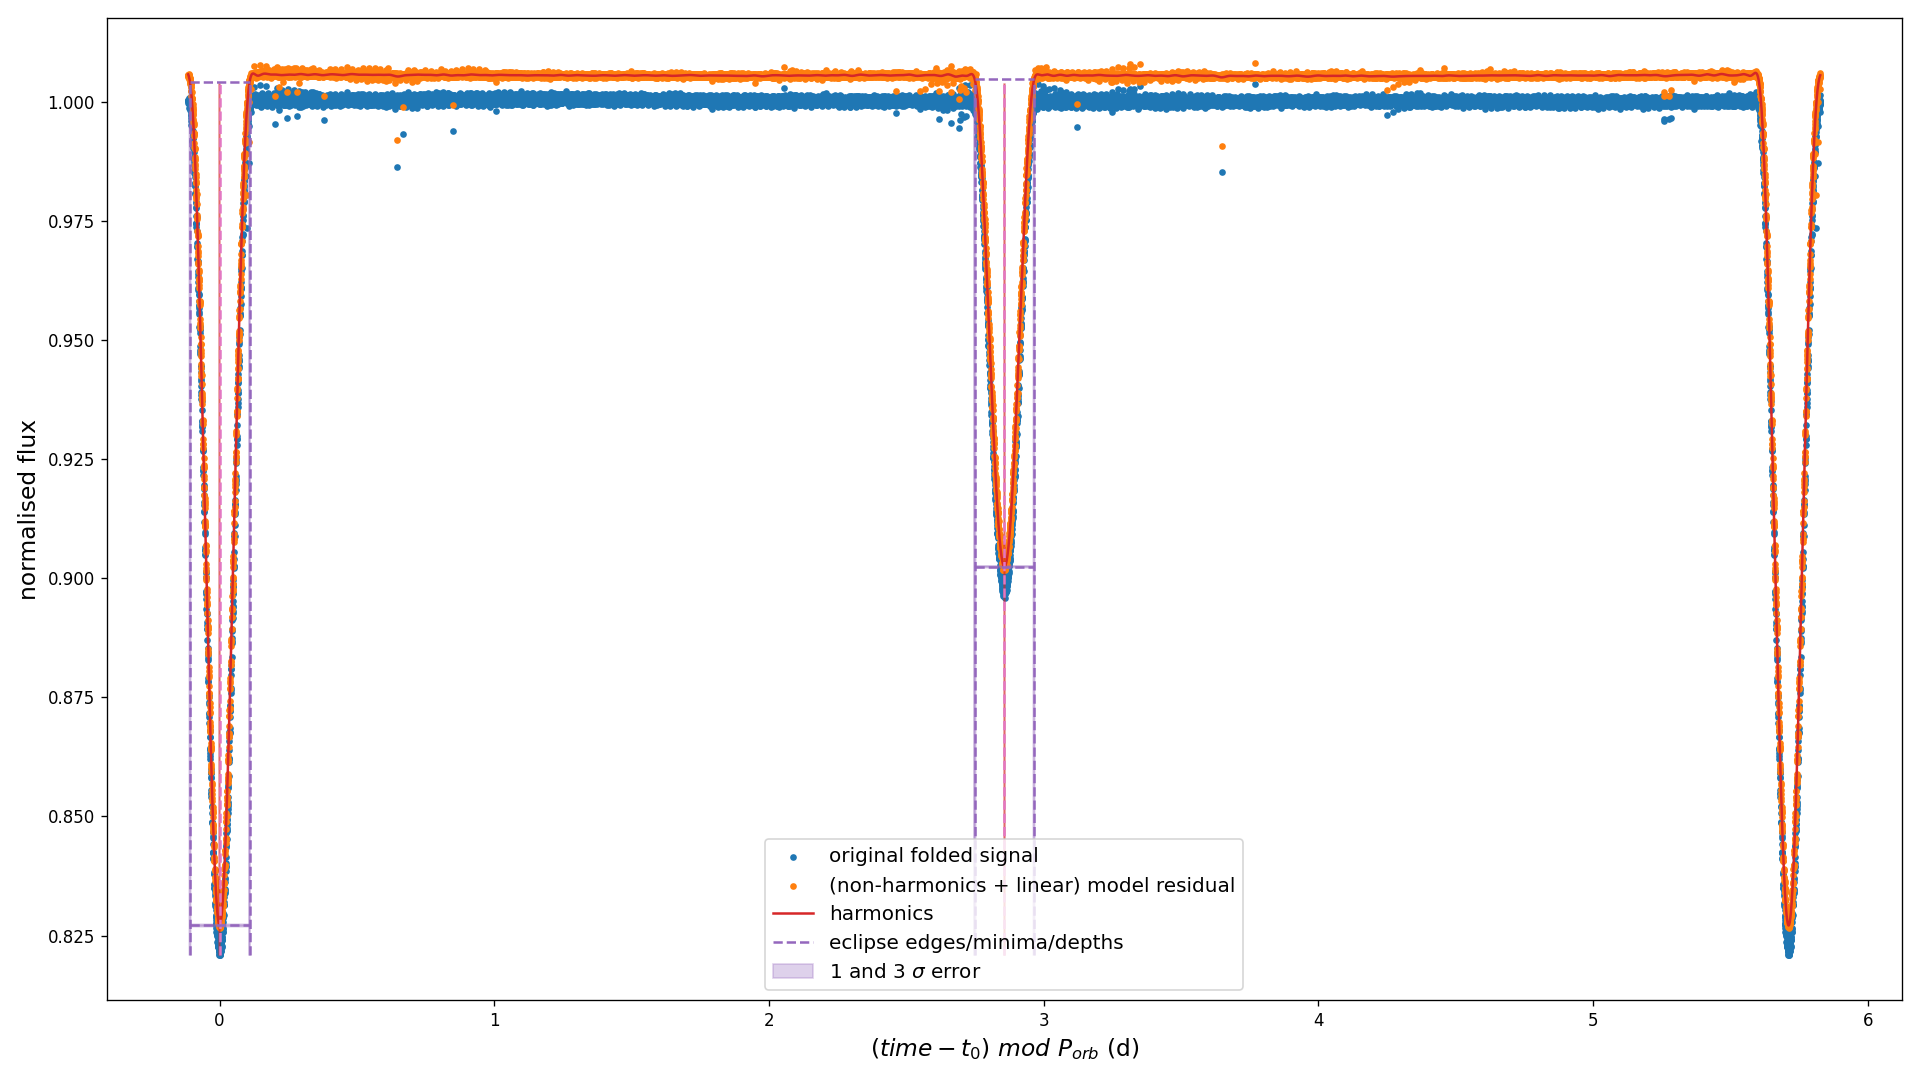 normalised flux
1.000
0.975
0.950
0.925
0.900
0.875
0.850
0.825
original folded signal
(non-harmonics + linear) model residual
harmonics
eclipse edges/minima/depths
1 and 3 σ error
0 1 2 3 4 5 6
(time − t₀) mod Pₒᵣb (d)